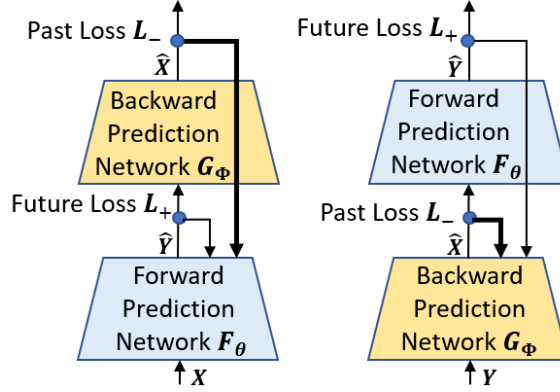 Past Loss L₋
X̂
Backward
Prediction
Network G_Φ
Future Loss L₊
Ŷ
Forward
Prediction
Network F_θ
X
Future Loss L₊
Ŷ
Forward
Prediction
Network F_θ
Past Loss L₋
X̂
Backward
Prediction
Network G_Φ
Y